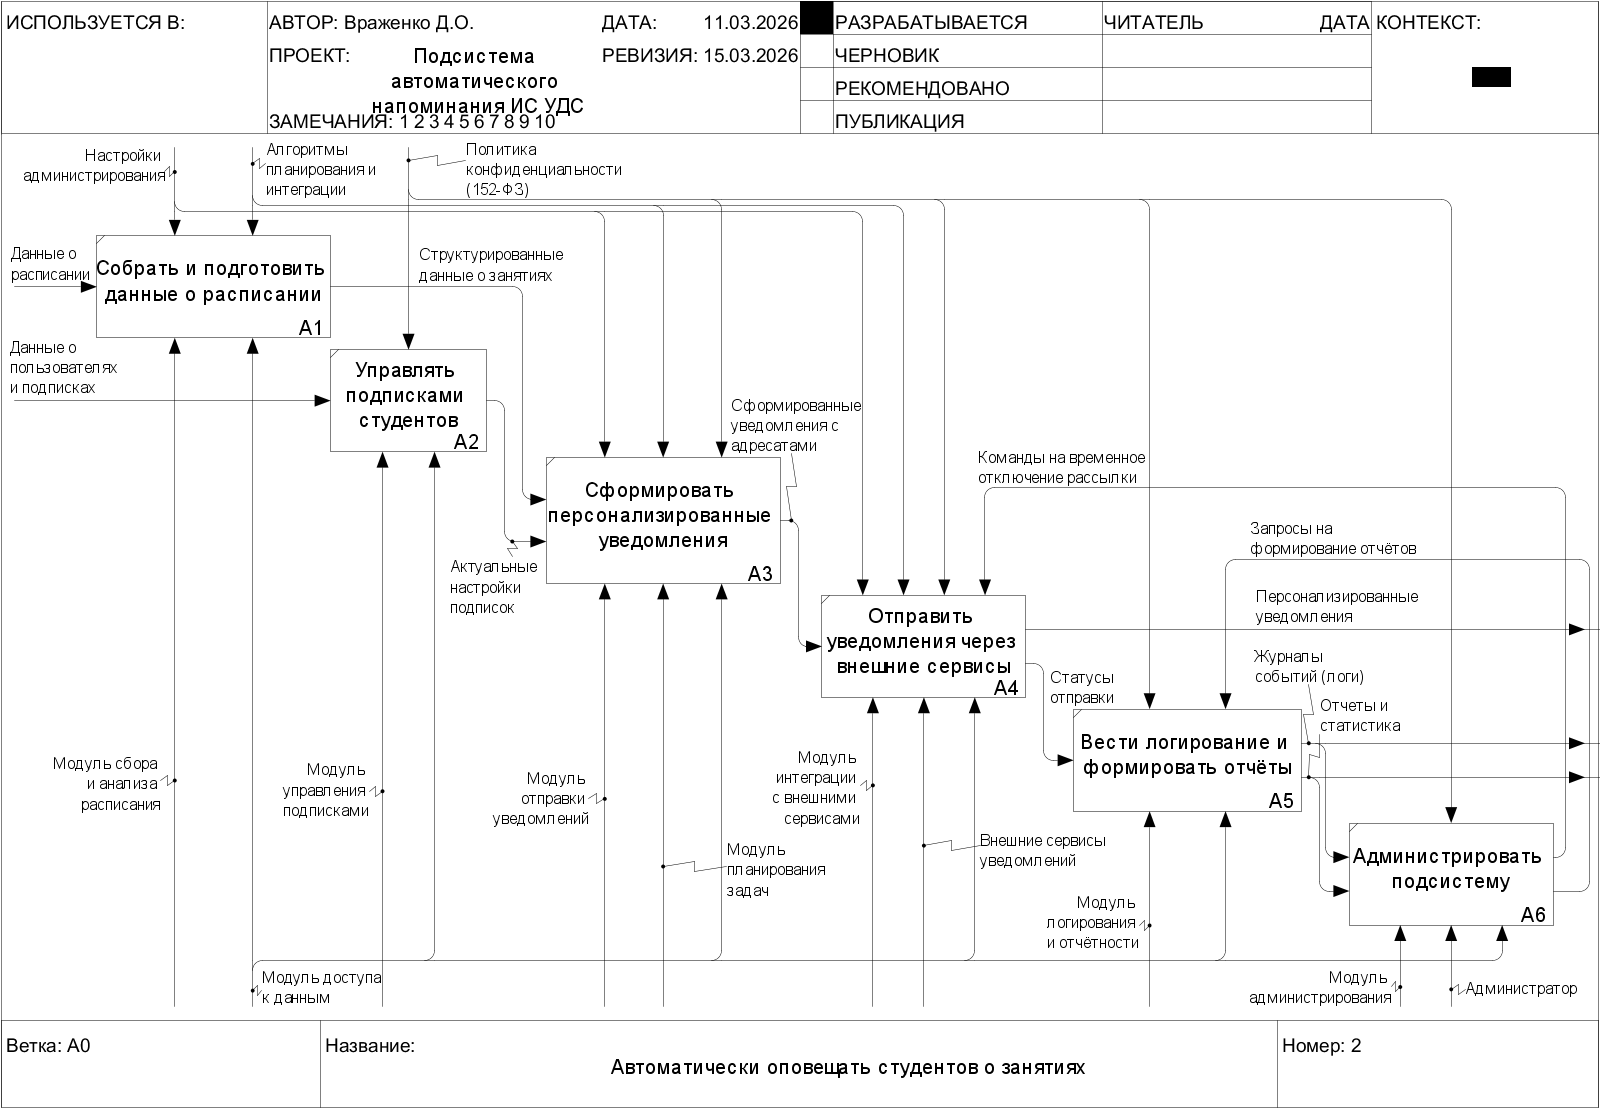 ИСПОЛЬЗУЕТСЯ В:
АВТОР: Враженко Д.О.
ДАТА: 11.03.2026
ПРОЕКТ: Подсистема
автоматического
напоминания ИС УДС
РЕВИЗИЯ: 15.03.2026
ЗАМЕЧАНИЯ: 1 2 3 4 5 6 7 8 9 10
РАЗРАБАТЫВАЕТСЯ
ЧЕРНОВИК
РЕКОМЕНДОВАНО
ПУБЛИКАЦИЯ
ЧИТАТЕЛЬ
ДАТА
КОНТЕКСТ:
Настройки
администрирования
Алгоритмы
планирования и
интеграции
Политика
конфиденциальности
(152-ФЗ)
Данные о
расписании
Собрать и подготовить
данные о расписании
A1
Структурированные
данные о занятиях
Данные о
пользователях
и подписках
Управлять
подписками
студентов
A2
Сформированные
уведомления с
адресатами
Команды на временное
отключение рассылки
Сформировать
персонализированные
уведомления
A3
Актуальные
настройки
подписок
Запросы на
формирование отчётов
Персонализированные
уведомления
Отправить
уведомления через
внешние сервисы
A4
Журналы
событий (логи)
Статусы
отправки
Отчеты и
статистика
Вести логирование и
формировать отчёты
A5
Модуль сбора
и анализа
расписания
Модуль
управления
подписками
Модуль
отправки
уведомлений
Модуль
интеграции
с внешними
сервисами
Модуль
планирования
задач
Внешние сервисы
уведомлений
Администрировать
подсистему
A6
Модуль
логирования
и отчётности
Модуль доступа
к данным
Модуль
администрирования
Администратор
Ветка: A0
Название:
Автоматически оповещать студентов о занятиях
Номер: 2